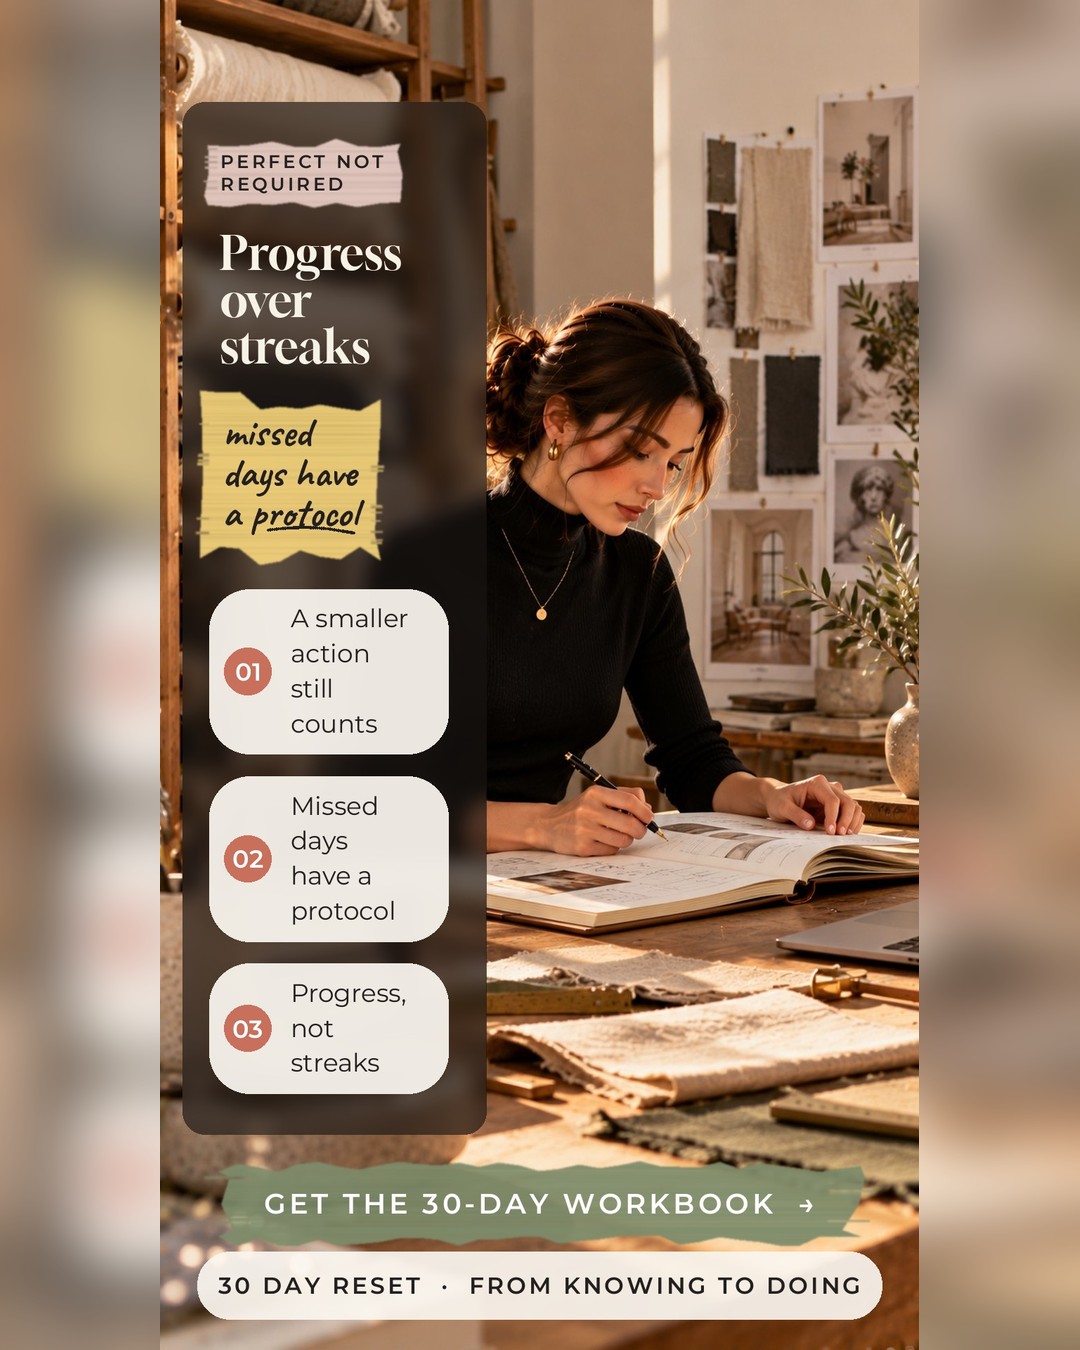 PERFECT NOT
REQUIRED
Progress
over
streaks
missed
days have
a protocol
01
A smaller
action
still
counts
02
Missed
days
have a
protocol
03
Progress,
not
streaks
GET THE 30-DAY WORKBOOK →
30 DAY RESET · FROM KNOWING TO DOING